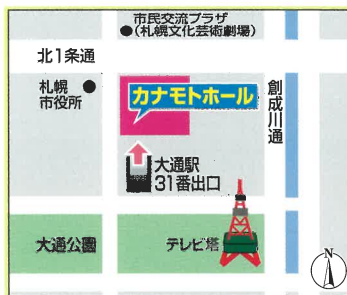 市民交流プラザ
(札幌文化芸術劇場)
北1条通
札幌
市役所
カナモトホール
創成川通
大通駅
31番出口
大通公園
テレビ塔
N